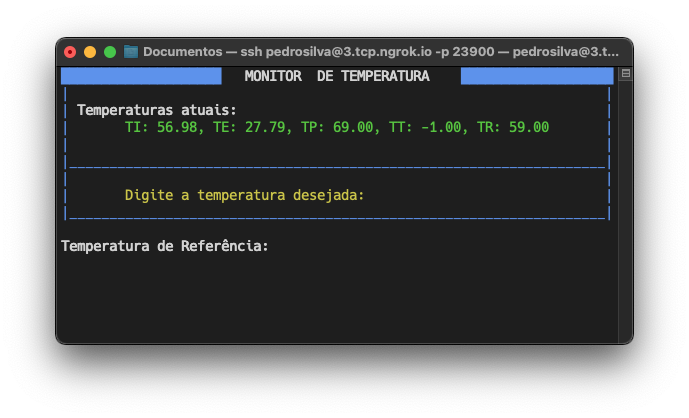 Documentos — ssh pedrosilva@3.tcp.ngrok.io -p 23900 — pedrosilva@3.t...
MONITOR DE TEMPERATURA
Temperaturas atuais:
TI: 56.98, TE: 27.79, TP: 69.00, TT: -1.00, TR: 59.00
Digite a temperatura desejada:
Temperatura de Referência: